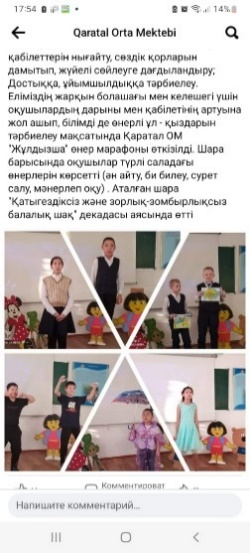 17:54
14%
Qaratal Orta Mektebi
қабілеттерін нығайту, сөздік қорларын
дамытып, жүйелі сөйлеуге дағдыландыру;
Достыққа, ұйымшылдыққа тәрбиелеу.
Еліміздің жарқын болашағы мен келешегі үшін
оқушылардың дарыны мен қабілетінің артуына
жол ашып, білімді де өнерлі ұл - қыздарын
тәрбиелеу мақсатында Қаратал ОМ
"Жұлдызша" өнер марафоны өткізілді. Шара
барысында оқушылар түрлі саладағы
өнерлерін көрсетті (ән айту, би билеу, сурет
салу, мәнерлеп оқу) . Аталған шара
"Қатыгездіксіз және зорлық-зомбырлықсыз
балалық шақ" декадасы аясында өтті
Комментироват
Напишите комментарий...